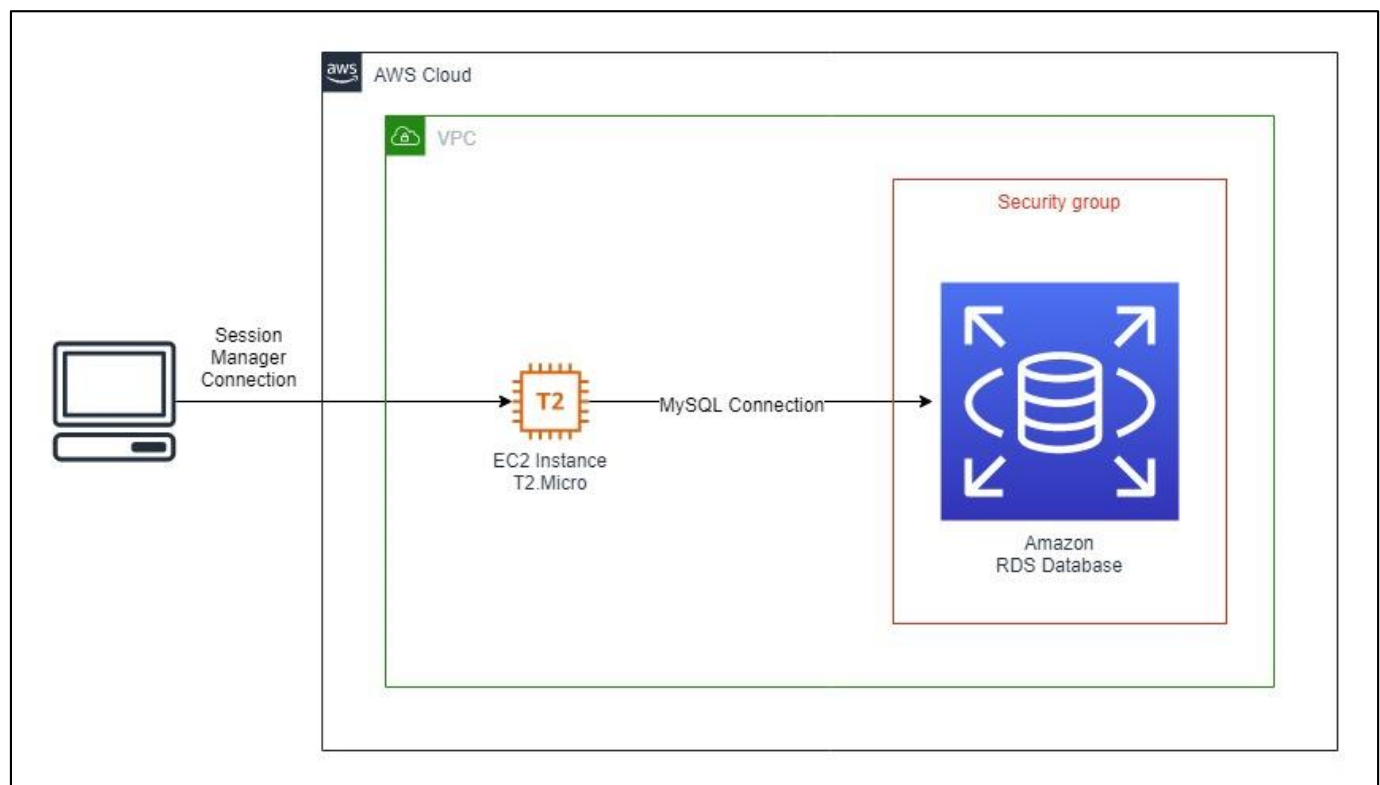 aws
AWS Cloud
VPC
Security group
Session
Manager
Connection
T2
MySQL Connection
EC2 Instance
T2.Micro
Amazon
RDS Database